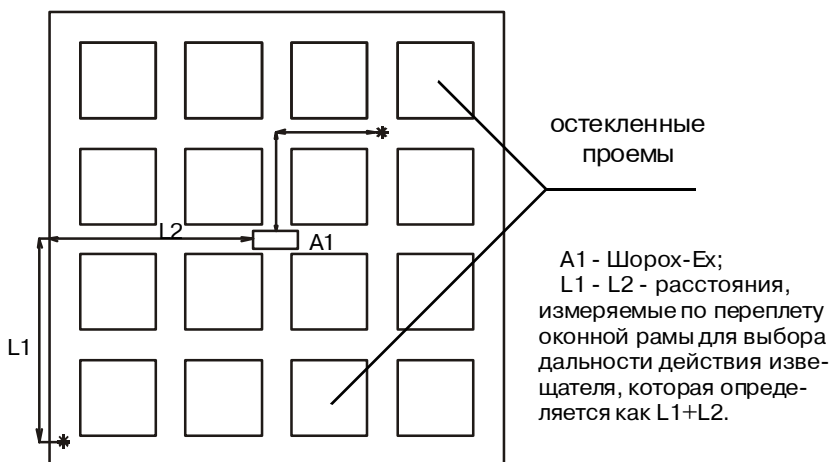 остекленные
проемы
L2
A1
L1
A1 - Шорох-Ex;
L1 - L2 - расстояния,
измеряемые по переплету
оконной рамы для выбора
дальности действия изве-
щателя, которая опреде-
ляется как L1+L2.